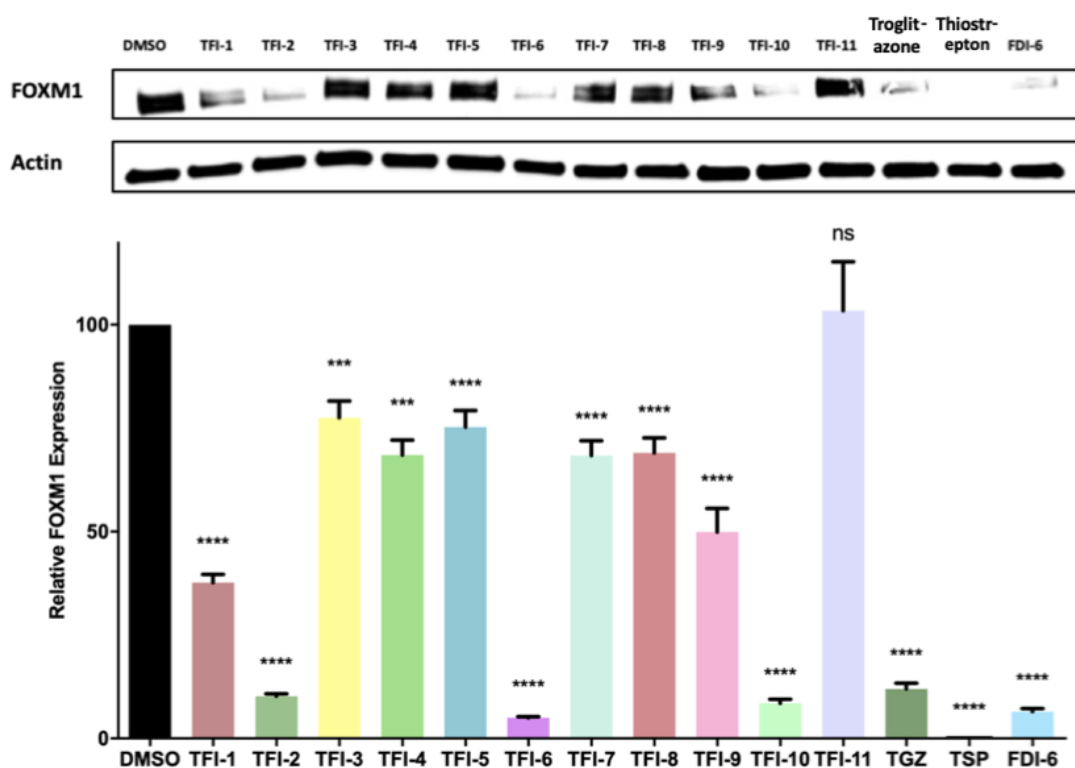 Troglit- Thiostr-
DMSO TFI-1 TFI-2 TFI-3 TFI-4 TFI-5 TFI-6 TFI-7 TFI-8 TFI-9 TFI-10 TFI-11 azone epton FDI-6
FOXM1
Actin
ns
100
***
***
****
****
****
****
50
****
****
****
****
****
****
****
0
Relative FOXM1 Expression
DMSO TFI-1 TFI-2 TFI-3 TFI-4 TFI-5 TFI-6 TFI-7 TFI-8 TFI-9 TFI-10 TFI-11 TGZ TSP FDI-6